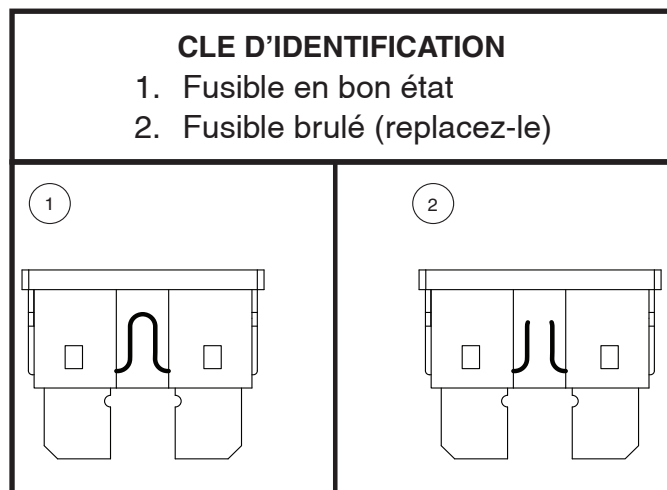 CLE D'IDENTIFICATION
1. Fusible en bon état
2. Fusible brulé (replacez-le)
1
2